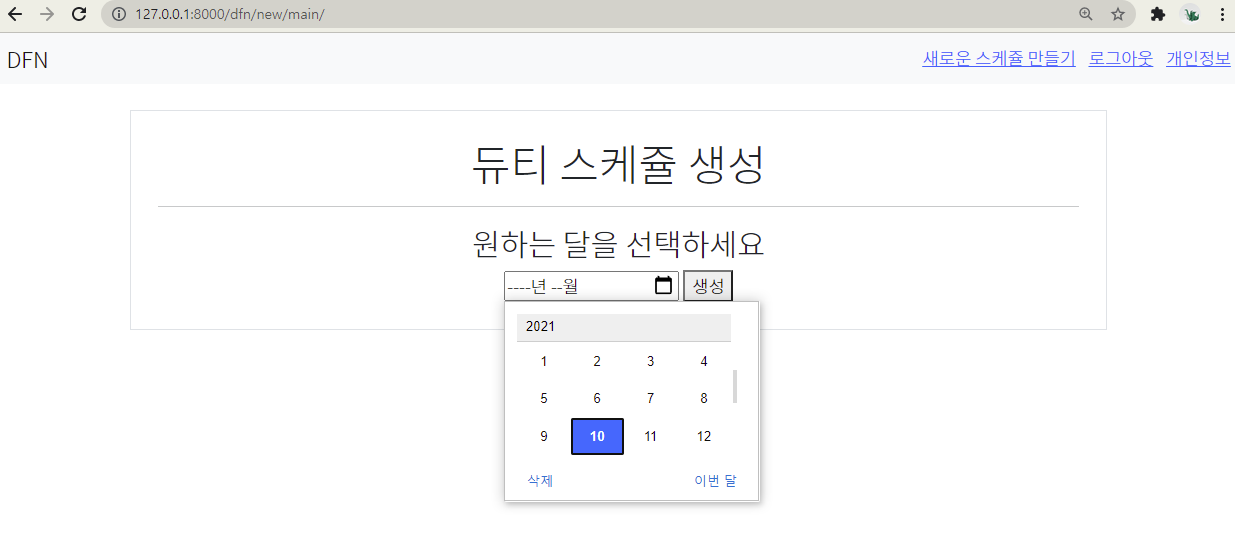 127.0.0.1:8000/dfn/new/main/
DFN 새로운 스케쥴 만들기 로그아웃 개인정보
듀티 스케쥴 생성
원하는 달을 선택하세요
----년 --월 생성
2021
1 2 3 4
5 6 7 8
9 10 11 12
삭제 이번 달